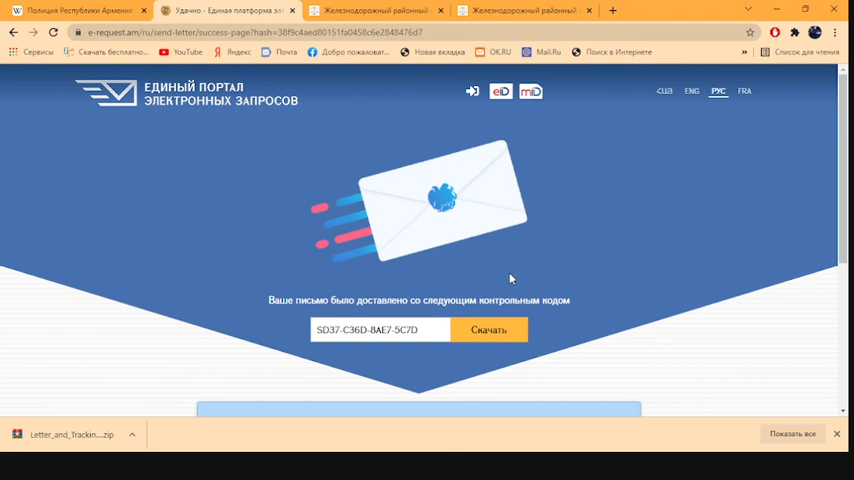 Полиция Республики Армения
Удачно - Единая платформа эл
Железнодорожный районный
Железнодорожный районный
e-request.am/ru/send-letter/success-page?hash=38f9c4aed80151fa0458c6e2848476d7
Сервисы
Скачать бесплатно...
YouTube
Яндекс
Почта
Добро пожаловат...
Новая вкладка
OK.RU
Mail.Ru
Поиск в Интернете
»
Список для чтения
ЕДИНЫЙ ПОРТАЛ
ЭЛЕКТРОННЫХ ЗАПРОСОВ
eID
mID
ՀԱՅ
ENG
РУС
FRA
Ваше письмо было доставлено со следующим контрольным кодом
SD37-C36D-8AE7-5C7D
Скачать
Letter_and_Trackin....zip
Показать все